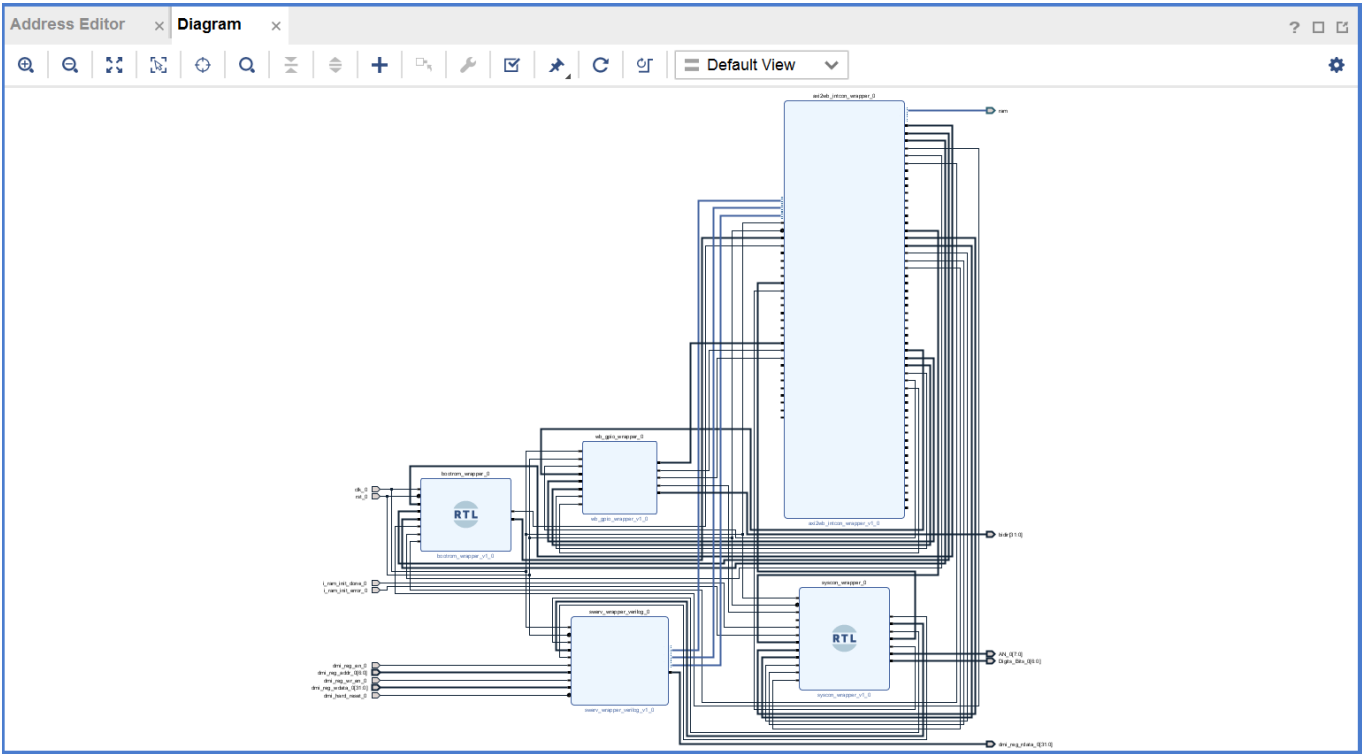 Address Editor
Diagram
Default View
axi2wb_intcon_wrapper_0
ram
wb_gpio_wrapper_0
bootrom_wrapper_0
clk_0
rst_0
RTL
wb_gpio_wrapper_v1_0
axi2wb_intcon_wrapper_v1_0
bidir[31:0]
bootrom_wrapper_v1_0
i_ram_init_done_0
i_ram_init_error_0
syscon_wrapper_0
swerv_wrapper_verilog_0
RTL
AN_0[7:0]
Digits_Bits_0[6:0]
dmi_reg_en_0
dmi_reg_addr_0[6:0]
dmi_reg_wr_en_0
dmi_reg_wdata_0[31:0]
dmi_hard_reset_0
syscon_wrapper_v1_0
swerv_wrapper_verilog_v1_0
dmi_reg_rdata_0[31:0]